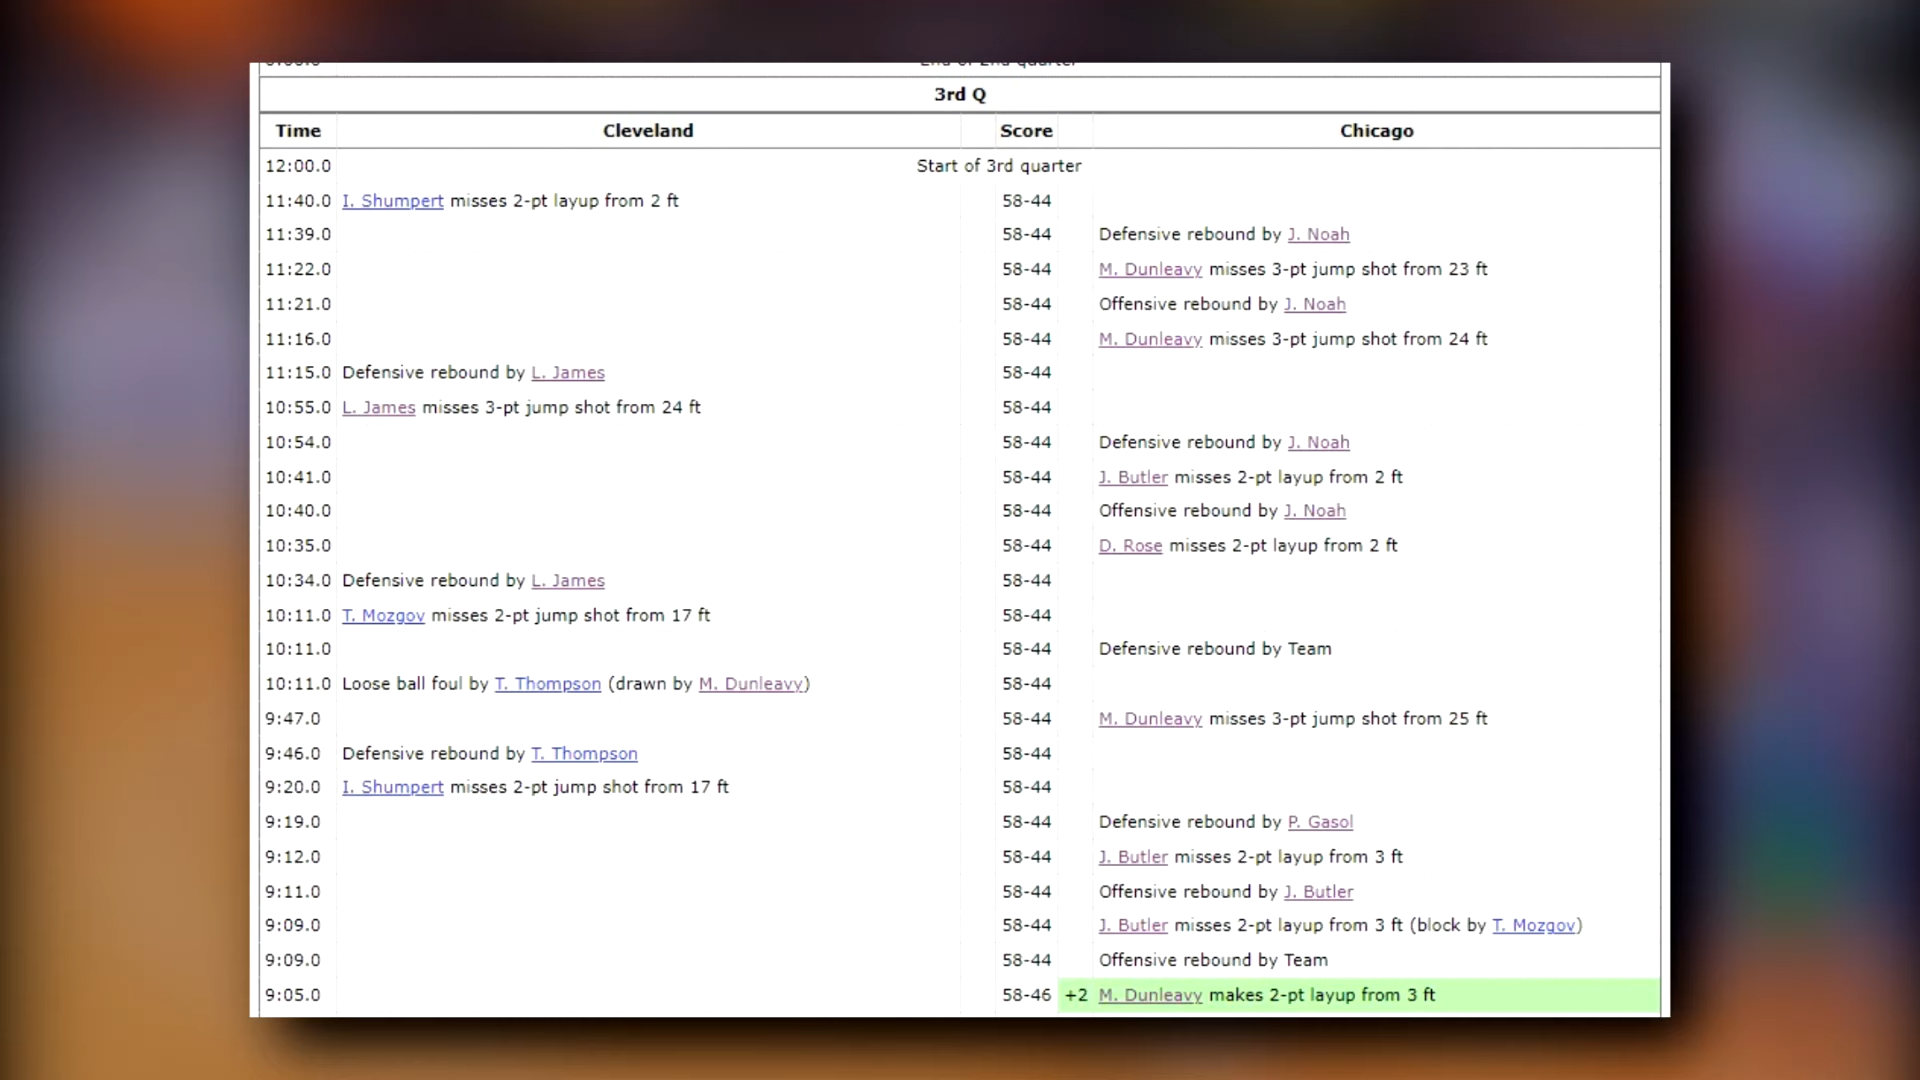 End of 2nd quarter
3rd Q
Time Cleveland Score Chicago
12:00.0 Start of 3rd quarter
11:40.0 I. Shumpert misses 2-pt layup from 2 ft 58-44
11:39.0 58-44 Defensive rebound by J. Noah
11:22.0 58-44 M. Dunleavy misses 3-pt jump shot from 23 ft
11:21.0 58-44 Offensive rebound by J. Noah
11:16.0 58-44 M. Dunleavy misses 3-pt jump shot from 24 ft
11:15.0 Defensive rebound by L. James 58-44
10:55.0 L. James misses 3-pt jump shot from 24 ft 58-44
10:54.0 58-44 Defensive rebound by J. Noah
10:41.0 58-44 J. Butler misses 2-pt layup from 2 ft
10:40.0 58-44 Offensive rebound by J. Noah
10:35.0 58-44 D. Rose misses 2-pt layup from 2 ft
10:34.0 Defensive rebound by L. James 58-44
10:11.0 T. Mozgov misses 2-pt jump shot from 17 ft 58-44
10:11.0 58-44 Defensive rebound by Team
10:11.0 Loose ball foul by T. Thompson (drawn by M. Dunleavy) 58-44
9:47.0 58-44 M. Dunleavy misses 3-pt jump shot from 25 ft
9:46.0 Defensive rebound by T. Thompson 58-44
9:20.0 I. Shumpert misses 2-pt jump shot from 17 ft 58-44
9:19.0 58-44 Defensive rebound by P. Gasol
9:12.0 58-44 J. Butler misses 2-pt layup from 3 ft
9:11.0 58-44 Offensive rebound by J. Butler
9:09.0 58-44 J. Butler misses 2-pt layup from 3 ft (block by T. Mozgov)
9:09.0 58-44 Offensive rebound by Team
9:05.0 58-46 +2 M. Dunleavy makes 2-pt layup from 3 ft